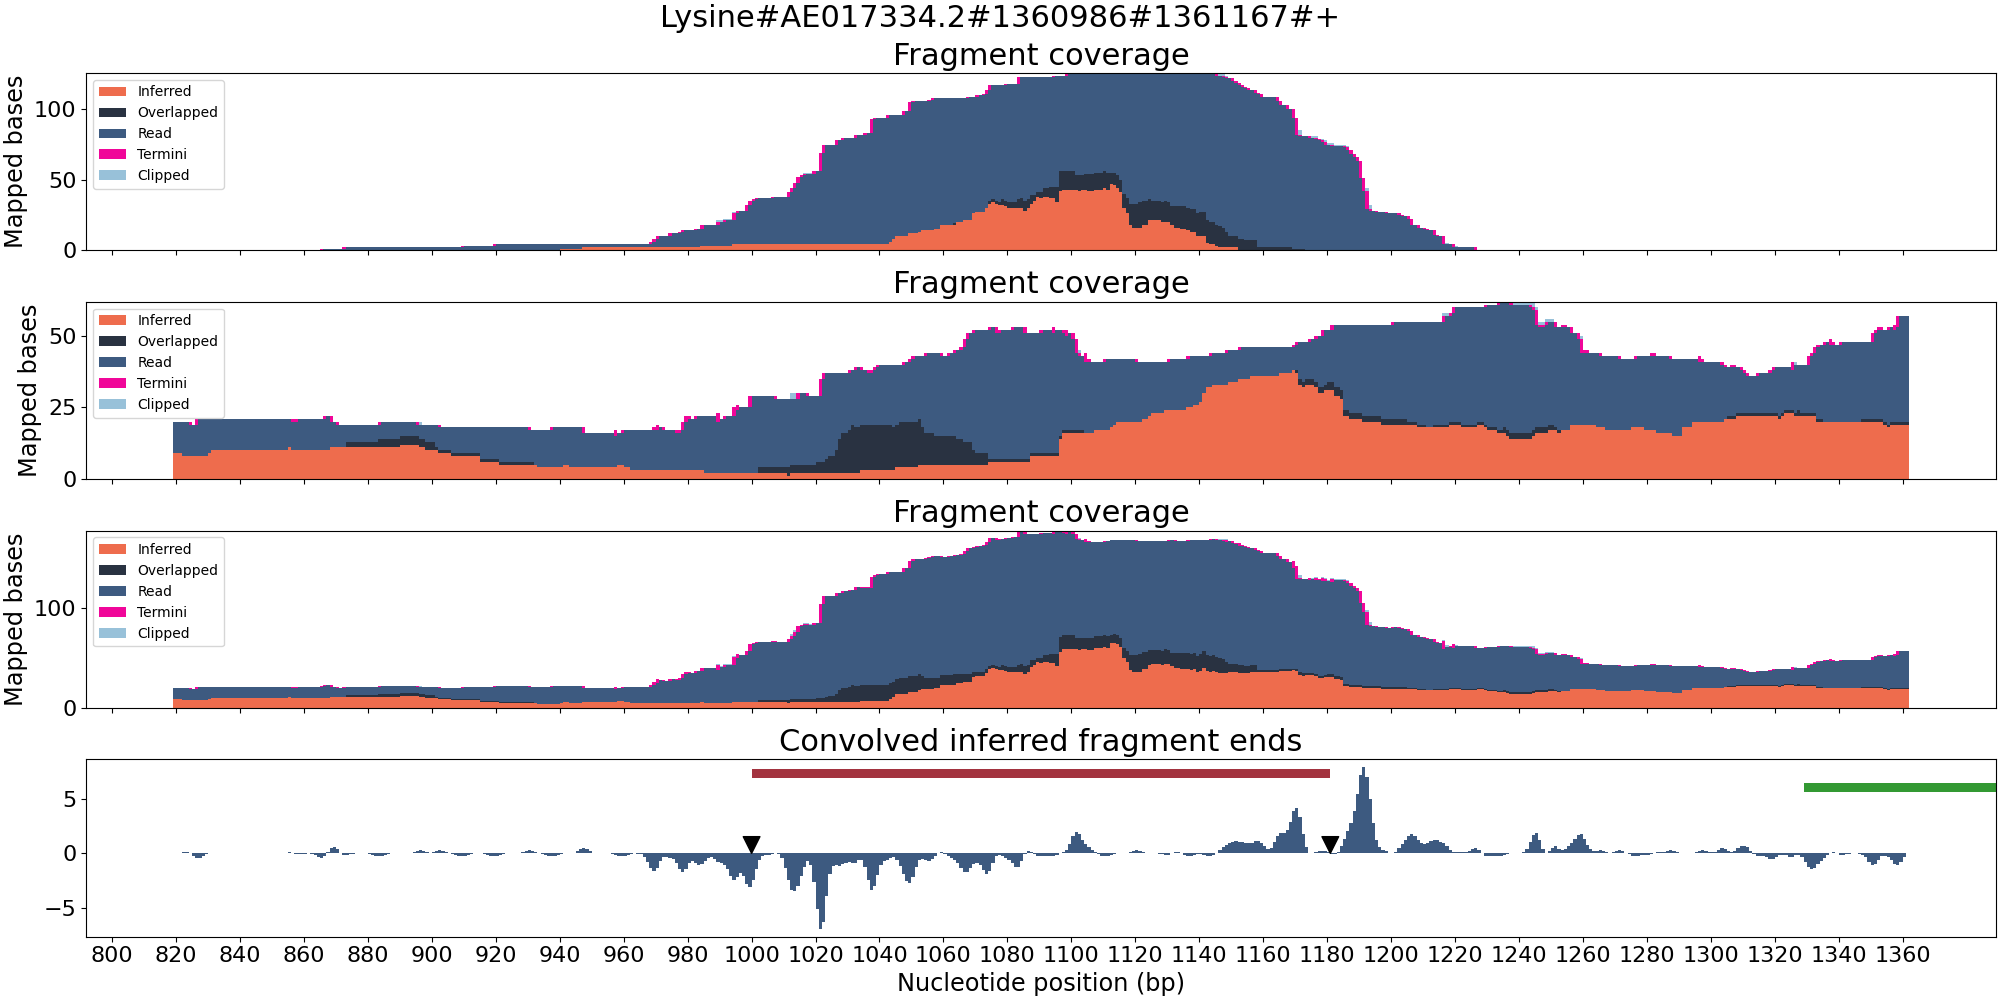 Lysine#AE017334.2#1360986#1361167#+
Fragment coverage
Mapped bases
100
50
0
Inferred
Overlapped
Read
Termini
Clipped
Fragment coverage
Mapped bases
50
25
0
Inferred
Overlapped
Read
Termini
Clipped
Fragment coverage
Mapped bases
100
0
Inferred
Overlapped
Read
Termini
Clipped
Convolved inferred fragment ends
5
0
−5
800 820 840 860 880 900 920 940 960 980 1000 1020 1040 1060 1080 1100 1120 1140 1160 1180 1200 1220 1240 1260 1280 1300 1320 1340 1360
Nucleotide position (bp)